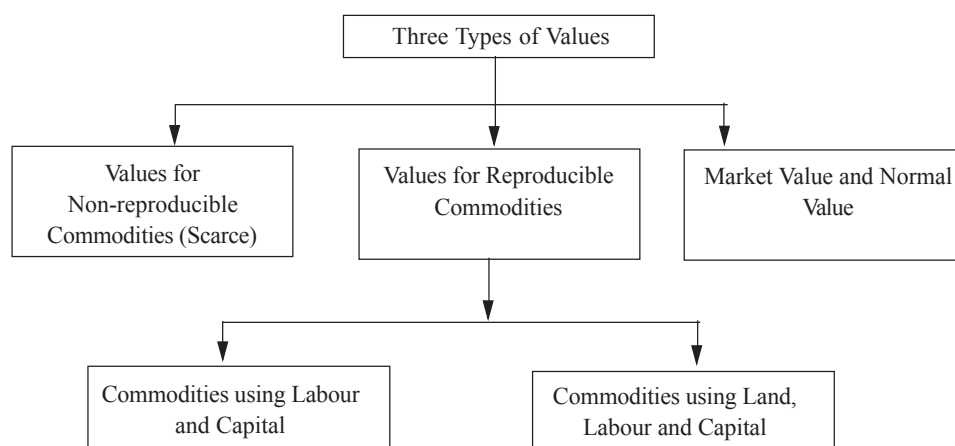 Three Types of Values
Values for
Non-reproducible
Commodities (Scarce)
Values for Reproducible
Commodities
Market Value and Normal
Value
Commodities using Labour
and Capital
Commodities using Land,
Labour and Capital